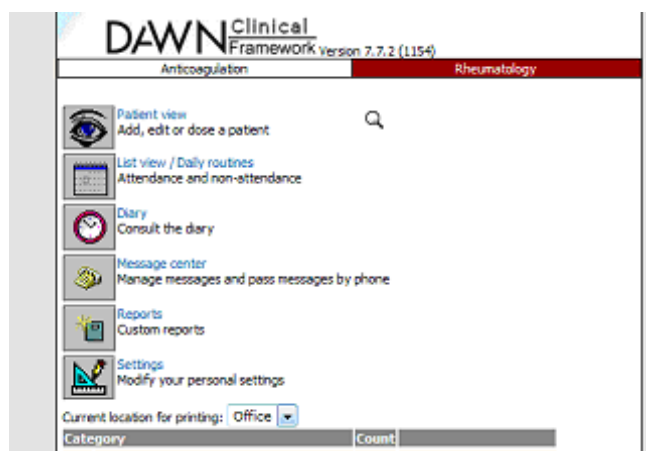 DAWN Clinical
Framework Version 7.7.2 (1154)
Anticoagulation Rheumatology
Patient view
Add, edit or dose a patient
List view / Daily routines
Attendance and non-attendance
Diary
Consult the diary
Message center
Manage messages and pass messages by phone
Reports
Custom reports
Settings
Modify your personal settings
Current location for printing: Office
Category Count